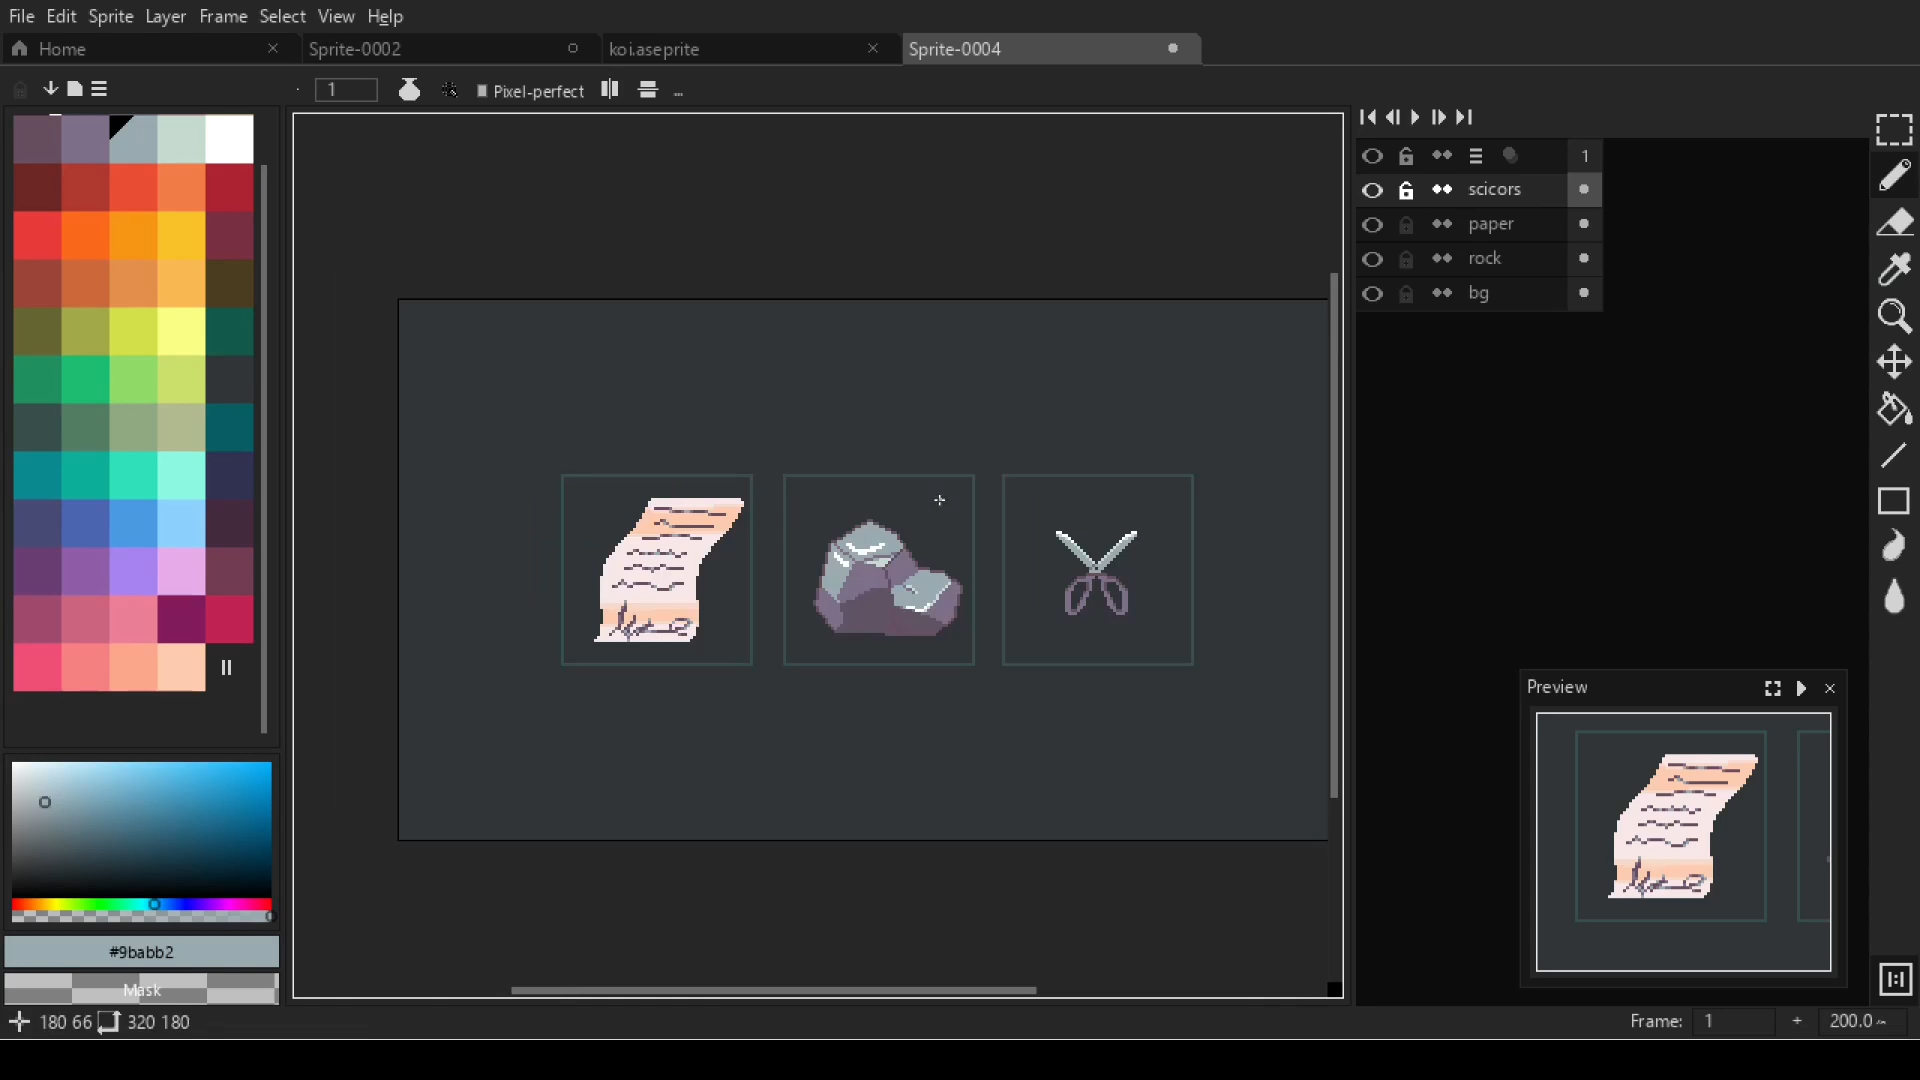 File Edit Sprite Layer Frame Select View Help
Home Sprite-0002 koi.aseprite Sprite-0004
1 Pixel-perfect ...
1
scicors
paper
rock
bg
Preview
#9babb2
Mask
180 66 320 180 Frame: 1 + 200.0